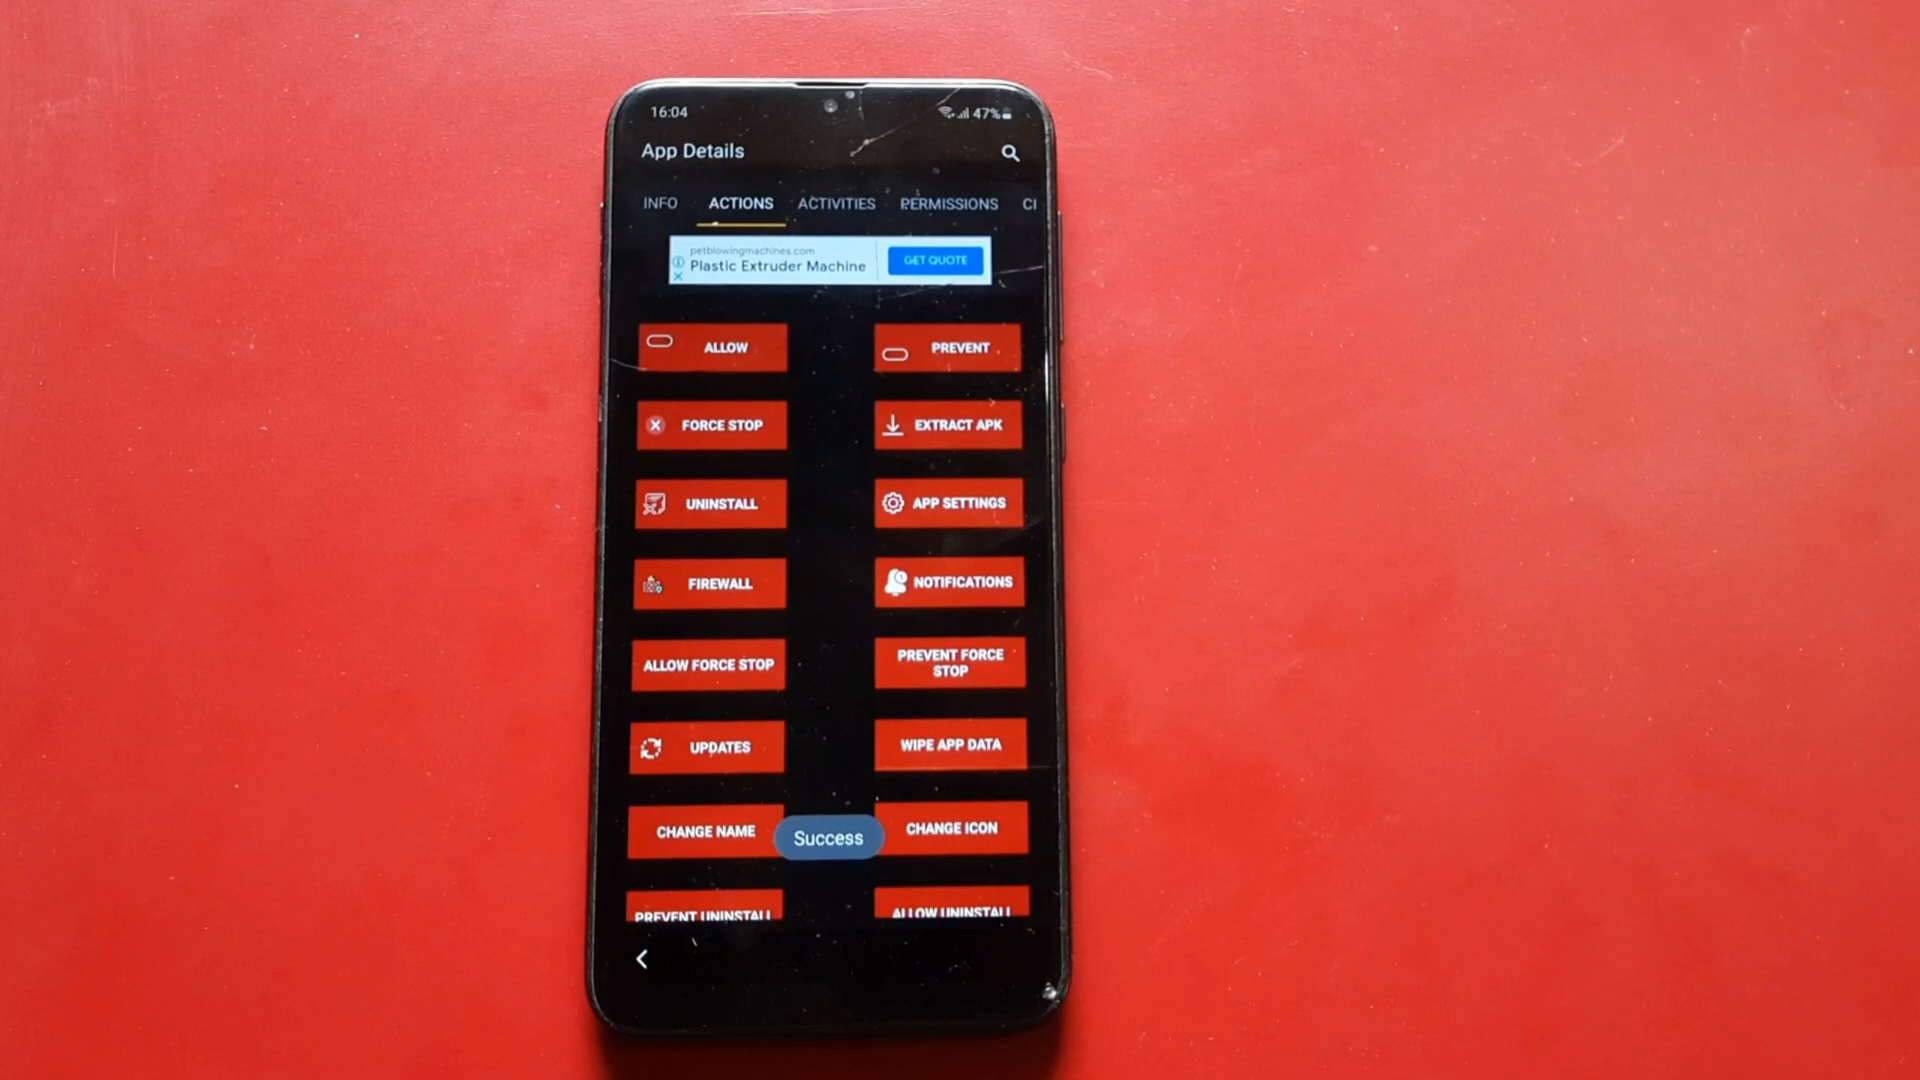 16:04
47%
App Details
INFO ACTIONS ACTIVITIES PERMISSIONS
petblowingmachines.com
Plastic Extruder Machine
GET QUOTE
ALLOW PREVENT
FORCE STOP EXTRACT APK
UNINSTALL APP SETTINGS
FIREWALL NOTIFICATIONS
ALLOW FORCE STOP PREVENT FORCE
STOP
UPDATES WIPE APP DATA
CHANGE NAME CHANGE ICON
Success
PREVENT UNINSTALL ALLOW UNINSTALL